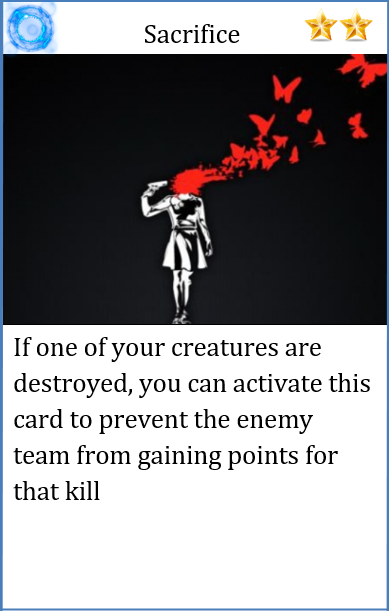 Sacrifice
If one of your creatures are
destroyed, you can activate this
card to prevent the enemy
team from gaining points for
that kill